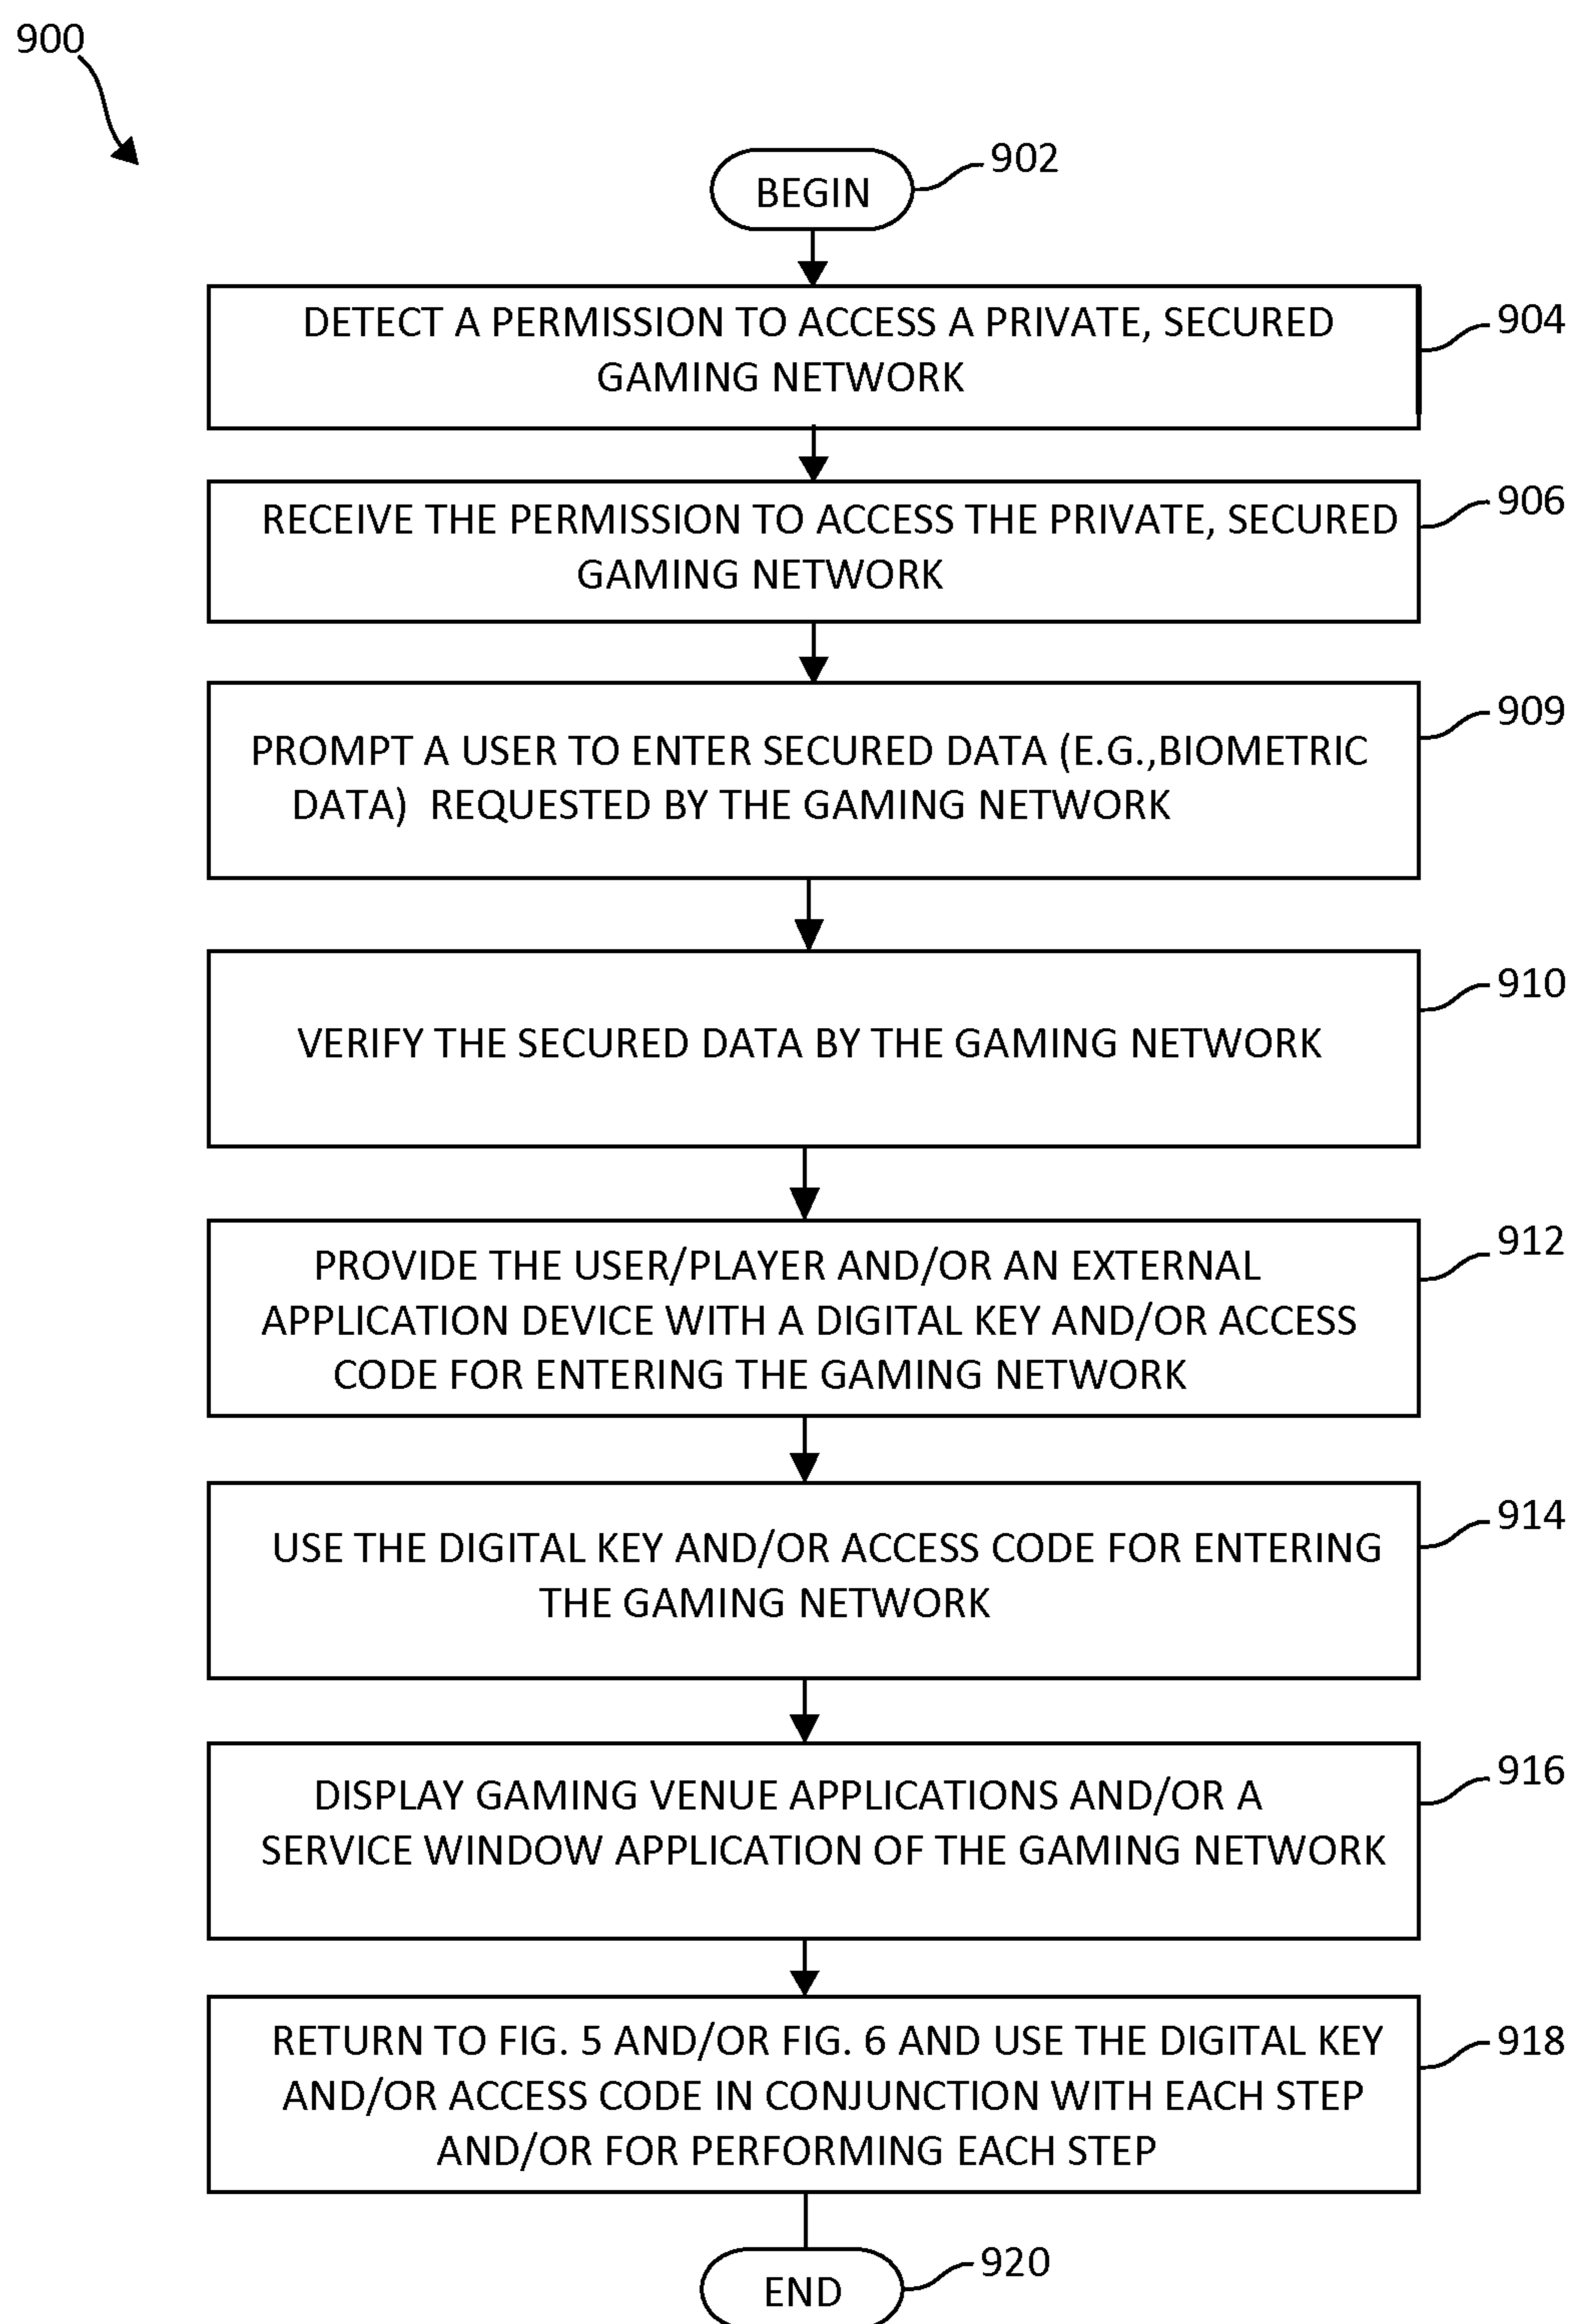 900
BEGIN
902
DETECT A PERMISSION TO ACCESS A PRIVATE, SECURED
GAMING NETWORK
904
RECEIVE THE PERMISSION TO ACCESS THE PRIVATE, SECURED
GAMING NETWORK
906
PROMPT A USER TO ENTER SECURED DATA (E.G.,BIOMETRIC
DATA)  REQUESTED BY THE GAMING NETWORK
909
VERIFY THE SECURED DATA BY THE GAMING NETWORK
910
PROVIDE THE USER/PLAYER AND/OR AN EXTERNAL
APPLICATION DEVICE WITH A DIGITAL KEY AND/OR ACCESS
CODE FOR ENTERING THE GAMING NETWORK
912
USE THE DIGITAL KEY AND/OR ACCESS CODE FOR ENTERING
THE GAMING NETWORK
914
DISPLAY GAMING VENUE APPLICATIONS AND/OR A
SERVICE WINDOW APPLICATION OF THE GAMING NETWORK
916
RETURN TO FIG. 5 AND/OR FIG. 6 AND USE THE DIGITAL KEY
AND/OR ACCESS CODE IN CONJUNCTION WITH EACH STEP
AND/OR FOR PERFORMING EACH STEP
918
END
920